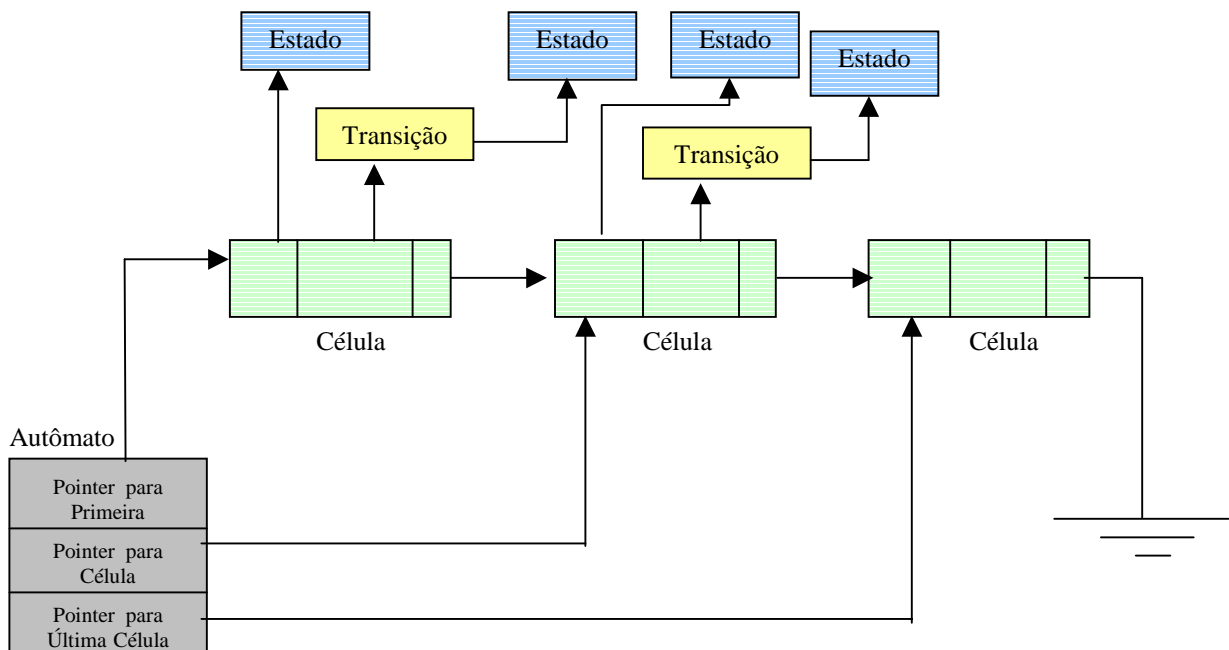 Estado
Estado
Estado
Estado
Transição
Transição
Célula
Célula
Célula
Autômato
Pointer para
Primeira
Pointer para
Célula
Pointer para
Última Célula